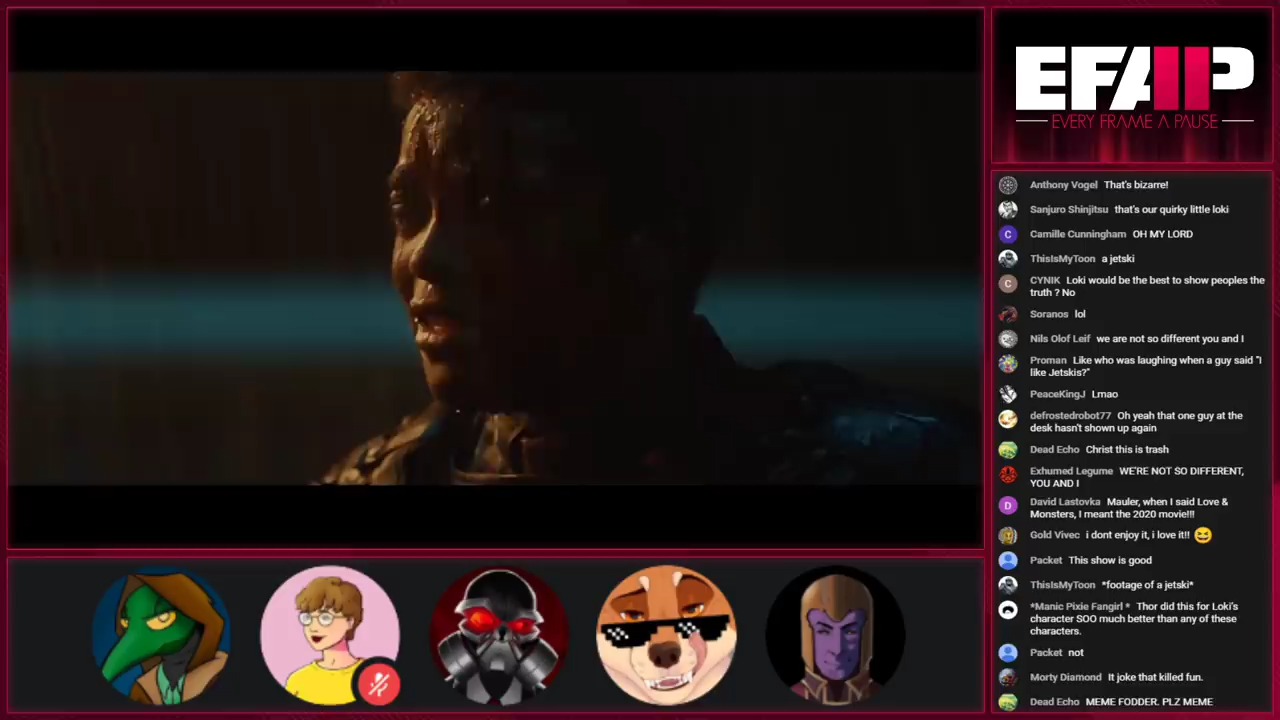 EFAP
EVERY FRAME A PAUSE
Anthony Vogel That's bizarre!
Sanjuro Shinjitsu that's our quirky little loki
C Camille Cunningham OH MY LORD
ThisIsMyToon a jetski
C CYNIK Loki would be the best to show peoples the
truth ? No
Soranos lol
Nils Olof Leif we are not so different you and I
Proman Like who was laughing when a guy said "I
like Jetskis?"
PeaceKingJ Lmao
defrostedrobot77 Oh yeah that one guy at the
desk hasn't shown up again
Dead Echo Christ this is trash
Exhumed Legume WE'RE NOT SO DIFFERENT,
YOU AND I
D David Lastovka Mauler, when I said Love &
Monsters, I meant the 2020 movie!!!
Gold Vivec i dont enjoy it, i love it!!
Packet This show is good
ThisIsMyToon *footage of a jetski*
*Manic Pixie Fangirl * Thor did this for Loki's
character SOO much better than any of these
characters.
Packet not
Morty Diamond It joke that killed fun.
Dead Echo MEME FODDER. PLZ MEME